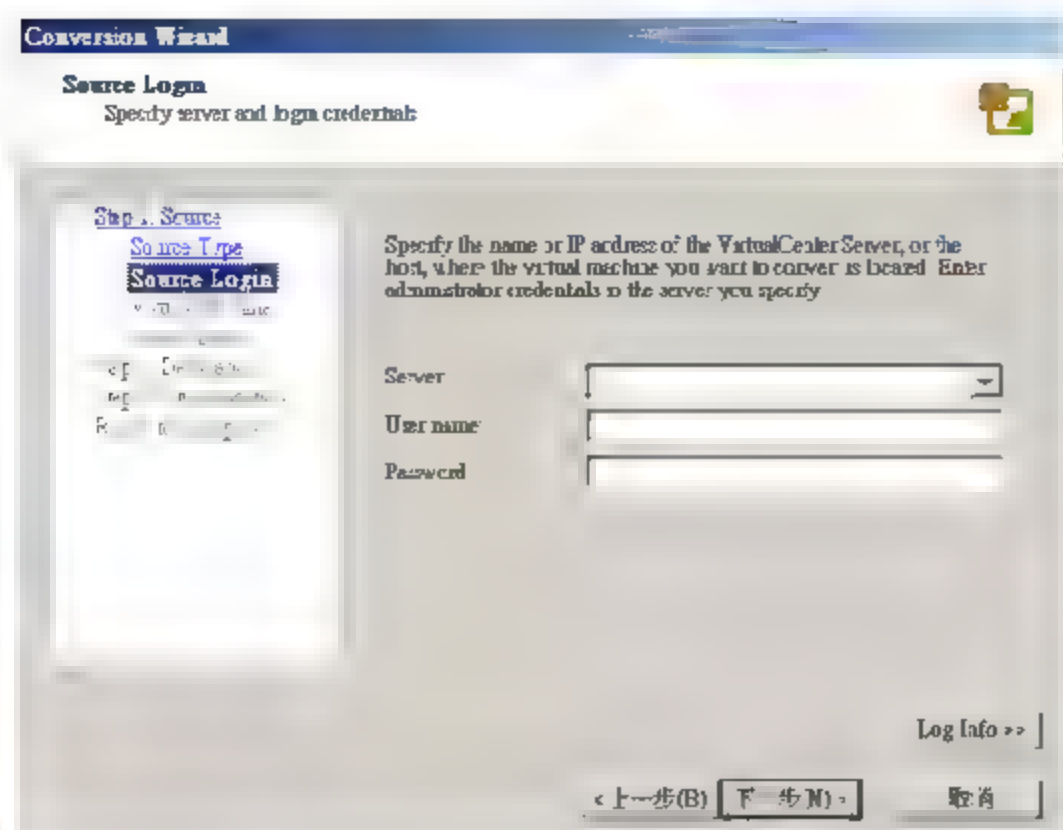 Conversion Wizard
Source Login
Specify server and login credentials
Step 1: Source
Source Type
Source Login
Specify the name or IP address of the VirtualCenter Server, or the
host, where the virtual machine you want to convert is located. Enter
administrator credentials to the server you specify
Server
User name
Password
Log Info >>
< 上一步(B)
下一步(N) >
取消